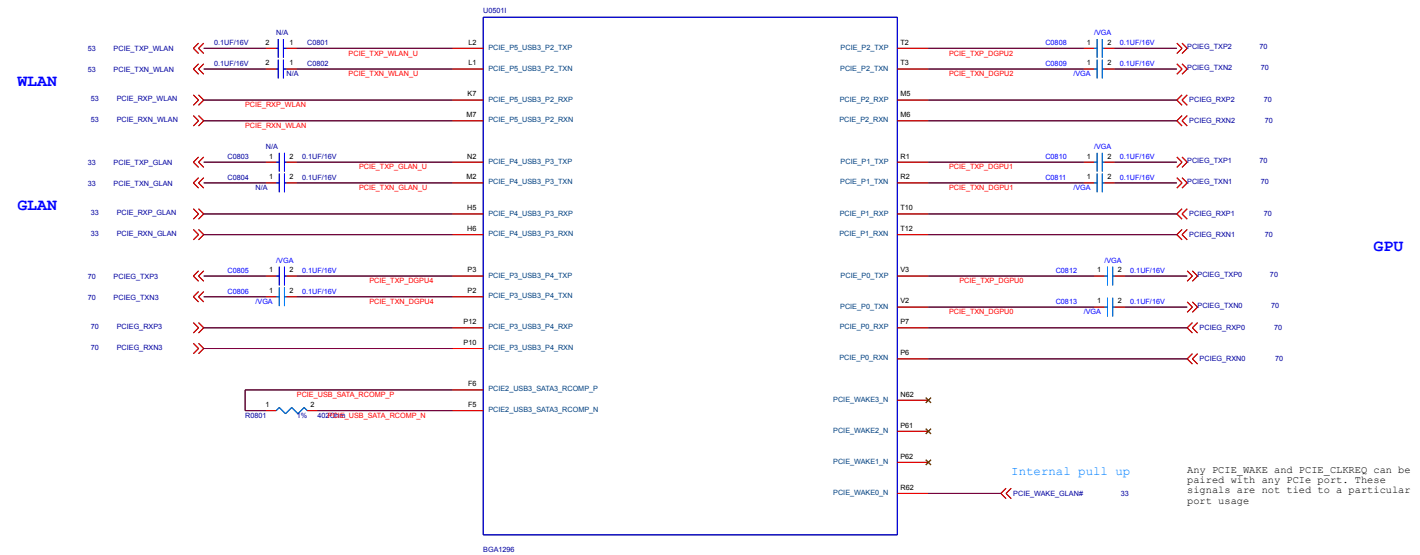 U0501I
WLAN
53 PCIE_TXP_WLAN 0.1UF/16V 2 1 N/A C0801 PCIE_TXP_WLAN_U L2 PCIE_P5_USB3_P2_TXP
53 PCIE_TXN_WLAN 0.1UF/16V 2 1 N/A C0802 PCIE_TXN_WLAN_U L1 PCIE_P5_USB3_P2_TXN
53 PCIE_RXP_WLAN PCIE_RXP_WLAN K7 PCIE_P5_USB3_P2_RXP
53 PCIE_RXN_WLAN PCIE_RXN_WLAN M7 PCIE_P5_USB3_P2_RXN
GLAN
33 PCIE_TXP_GLAN C0803 N/A 1 2 0.1UF/16V PCIE_TXP_GLAN_U N2 PCIE_P4_USB3_P3_TXP
33 PCIE_TXN_GLAN C0804 N/A 1 2 0.1UF/16V PCIE_TXN_GLAN_U M2 PCIE_P4_USB3_P3_TXN
33 PCIE_RXP_GLAN H5 PCIE_P4_USB3_P3_RXP
33 PCIE_RXN_GLAN H6 PCIE_P4_USB3_P3_RXN
70 PCIEG_TXP3 C0805 /VGA 1 2 0.1UF/16V PCIE_TXP_DGPU4 P3 PCIE_P3_USB3_P4_TXP
70 PCIEG_TXN3 C0806 /VGA 1 2 0.1UF/16V PCIE_TXN_DGPU4 P2 PCIE_P3_USB3_P4_TXN
70 PCIEG_RXP3 P12 PCIE_P3_USB3_P4_RXP
70 PCIEG_RXN3 P10 PCIE_P3_USB3_P4_RXN
PCIE_USB_SATA_RCOMP_P F6 PCIE2_USB3_SATA3_RCOMP_P
R0801 1 2 1% 402Ohm PCIE_USB_SATA_RCOMP_N F5 PCIE2_USB3_SATA3_RCOMP_N
PCIE_P2_TXP T2 PCIE_TXP_DGPU2 C0808 /VGA 1 2 0.1UF/16V PCIEG_TXP2 70
PCIE_P2_TXN T3 PCIE_TXN_DGPU2 C0809 /VGA 1 2 0.1UF/16V PCIEG_TXN2 70
PCIE_P2_RXP M5 PCIEG_RXP2 70
PCIE_P2_RXN M6 PCIEG_RXN2 70
PCIE_P1_TXP R1 PCIE_TXP_DGPU1 C0810 /VGA 1 2 0.1UF/16V PCIEG_TXP1 70
PCIE_P1_TXN R2 PCIE_TXN_DGPU1 C0811 /VGA 1 2 0.1UF/16V PCIEG_TXN1 70
PCIE_P1_RXP T10 PCIEG_RXP1 70
PCIE_P1_RXN T12 PCIEG_RXN1 70
GPU
PCIE_P0_TXP V3 PCIE_TXP_DGPU0 C0812 /VGA 1 2 0.1UF/16V PCIEG_TXP0 70
PCIE_P0_TXN V2 PCIE_TXN_DGPU0 C0813 /VGA 1 2 0.1UF/16V PCIEG_TXN0 70
PCIE_P0_RXP P7 PCIEG_RXP0 70
PCIE_P0_RXN P6 PCIEG_RXN0 70
PCIE_WAKE3_N N62
PCIE_WAKE2_N P61
PCIE_WAKE1_N P62
Internal pull up
PCIE_WAKE0_N R62 PCIE_WAKE_GLAN# 33
Any PCIE_WAKE and PCIE_CLKREQ can be
paired with any PCIe port. These
signals are not tied to a particular
port usage
BGA1296